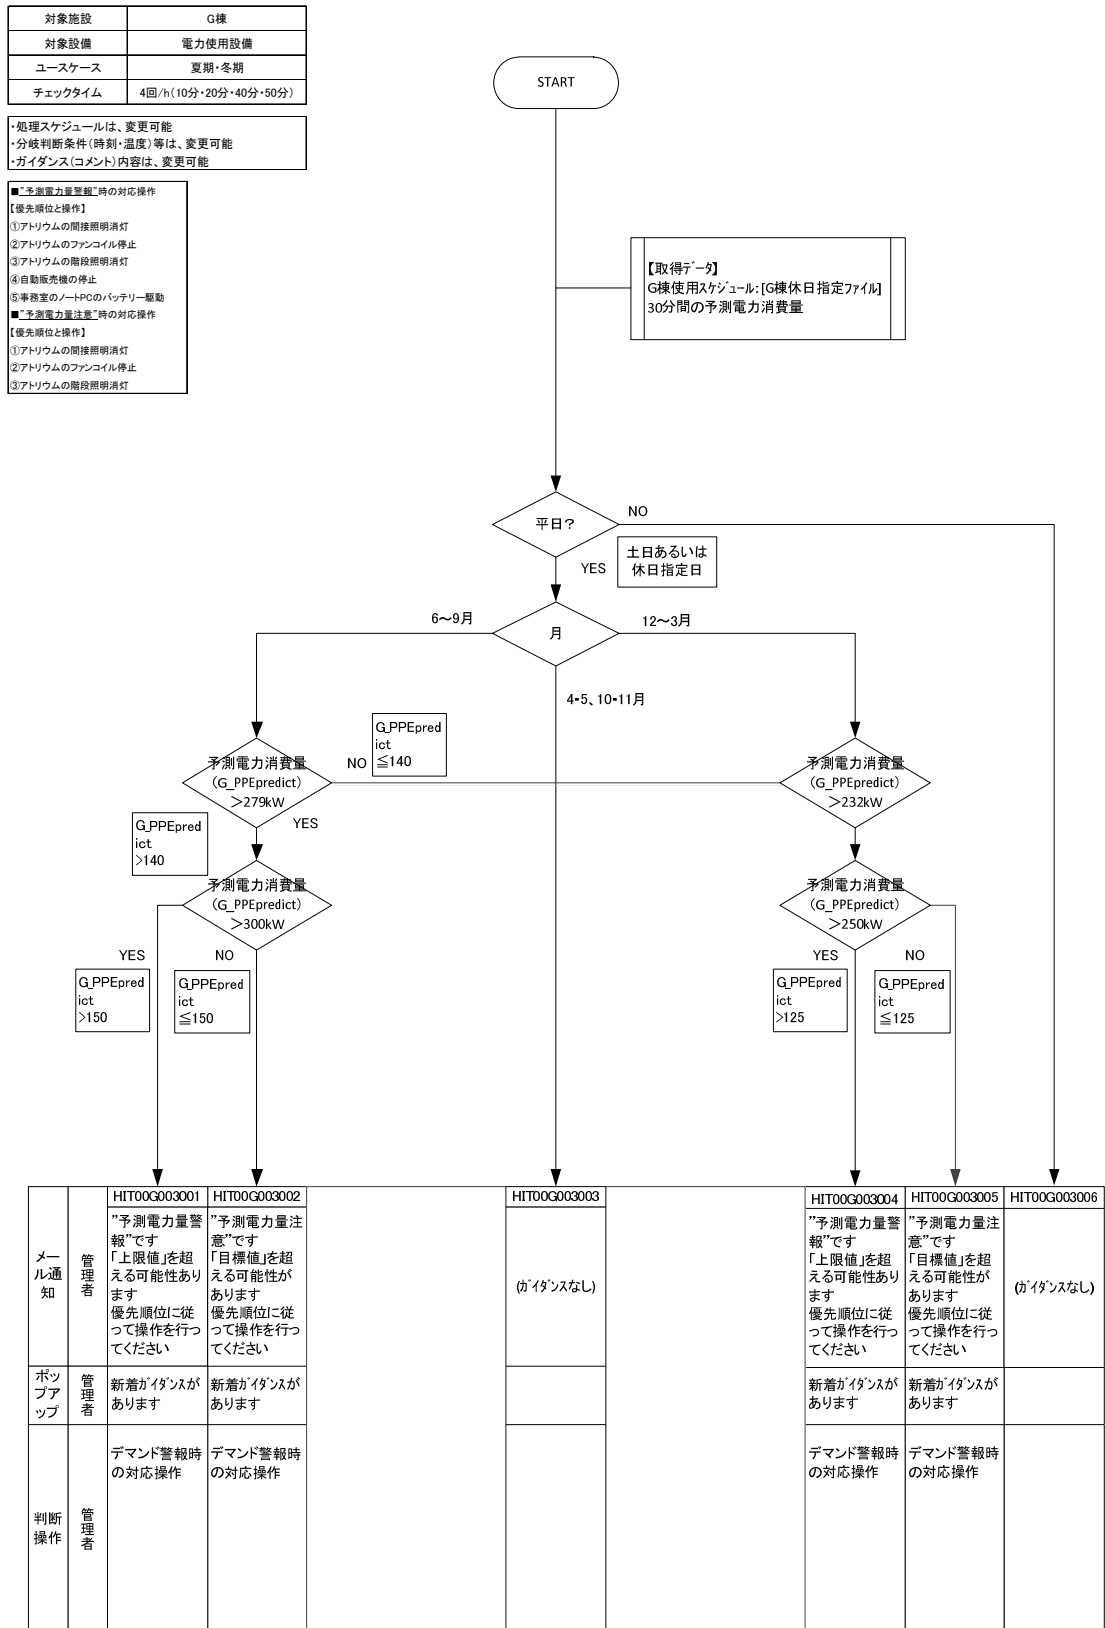 対象施設 G棟
対象設備 電力使用設備
ユースケース 夏期・冬期
チェックタイム 4回/h(10分・20分・40分・50分)
・処理スケジュールは、変更可能
・分岐判断条件(時刻・温度)等は、変更可能
・ガイダンス(コメント)内容は、変更可能
■"予測電力量警報"時の対応操作
【優先順位と操作】
①アトリウムの間接照明消灯
②アトリウムのファンコイル停止
③アトリウムの階段照明消灯
④自動販売機の停止
⑤事務室のノートPCのバッテリー駆動
■"予測電力量注意"時の対応操作
【優先順位と操作】
①アトリウムの間接照明消灯
②アトリウムのファンコイル停止
③アトリウムの階段照明消灯
START
【取得データ】
G棟使用スケジュール:[G棟休日指定ファイル]
30分間の予測電力消費量
平日?
NO
土日あるいは
休日指定日
YES
月
6〜9月
12〜3月
4・5、10・11月
予測電力消費量
(G_PPEpredict)
>279kW
NO
G_PPEpred
ict
≦140
予測電力消費量
(G_PPEpredict)
>232kW
YES
G_PPEpred
ict
>140
予測電力消費量
(G_PPEpredict)
>300kW
予測電力消費量
(G_PPEpredict)
>250kW
YES
NO
YES
NO
G_PPEpred
ict
>150
G_PPEpred
ict
≦150
G_PPEpred
ict
>125
G_PPEpred
ict
≦125
HIT00G003001 HIT00G003002 HIT00G003003 HIT00G003004 HIT00G003005 HIT00G003006
メー
ル通
知
管
理
者
"予測電力量警
報"です
「上限値」を超
える可能性あり
ます
優先順位に従
って操作を行っ
てください
"予測電力量注
意"です
「目標値」を超
える可能性が
あります
優先順位に従
って操作を行っ
てください
(ガイダンスなし)
"予測電力量警
報"です
「上限値」を超
える可能性あり
ます
優先順位に従
って操作を行っ
てください
"予測電力量注
意"です
「目標値」を超
える可能性が
あります
優先順位に従
って操作を行っ
てください
(ガイダンスなし)
ポッ
プア
ップ
管
理
者
新着ガイダンスが
あります
新着ガイダンスが
あります
新着ガイダンスが
あります
新着ガイダンスが
あります
判断
操作
管
理
者
デマンド警報時
の対応操作
デマンド警報時
の対応操作
デマンド警報時
の対応操作
デマンド警報時
の対応操作